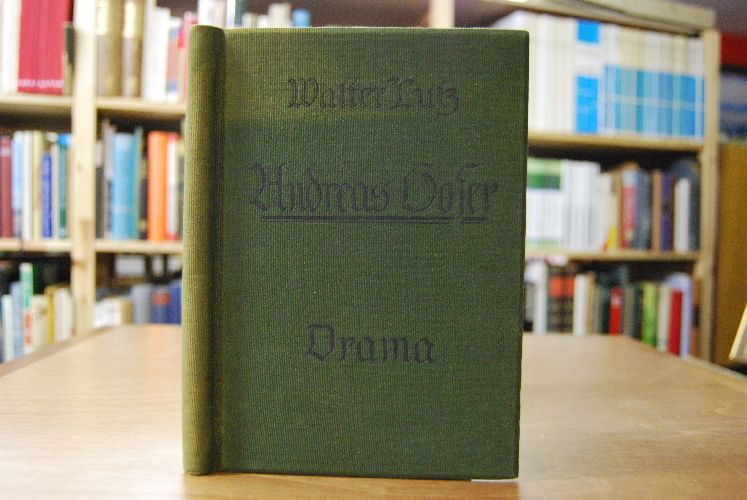 Walter Lutz
Andreas Hofer
Drama